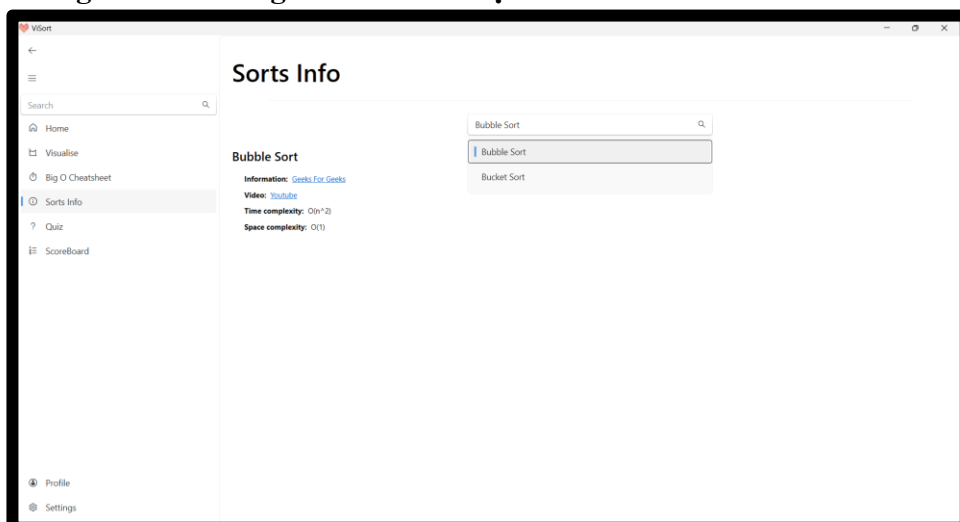 ViSort
Sorts Info
Search
Home
Visualise
Big O Cheatsheet
Sorts Info
Quiz
ScoreBoard
Profile
Settings
Bubble Sort
Bubble Sort
Bucket Sort
Bubble Sort
Information: Geeks For Geeks
Video: Youtube
Time complexity: O(n^2)
Space complexity: O(1)